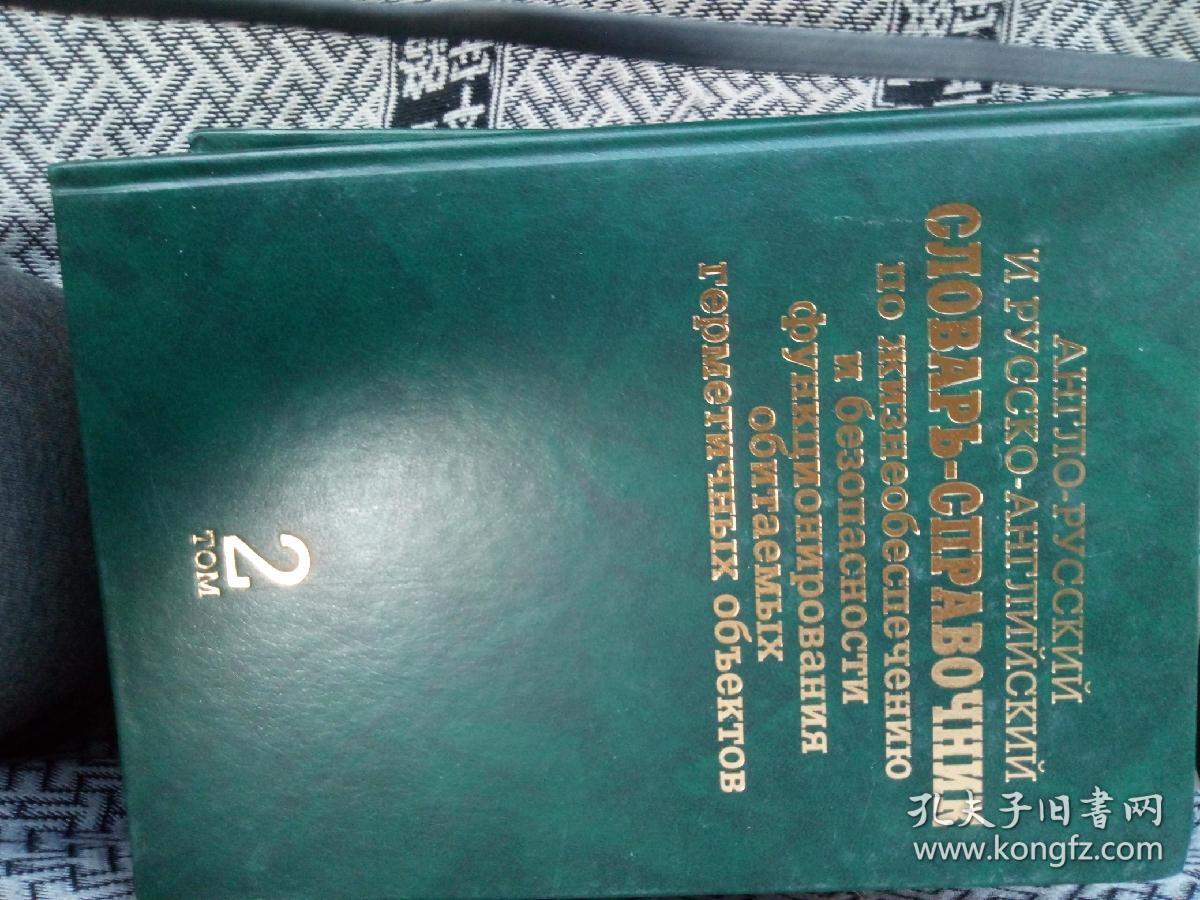 АНГЛО-РУССКИЙ
И РУССКО-АНГЛИЙСКИЙ
СЛОВАРЬ-СПРАВОЧНИК
по жизнеобеспечению
и безопасности
функционирования
обитаемых
герметичных объектов
2
ТОМ
孔夫子旧書网
www.kongfz.com